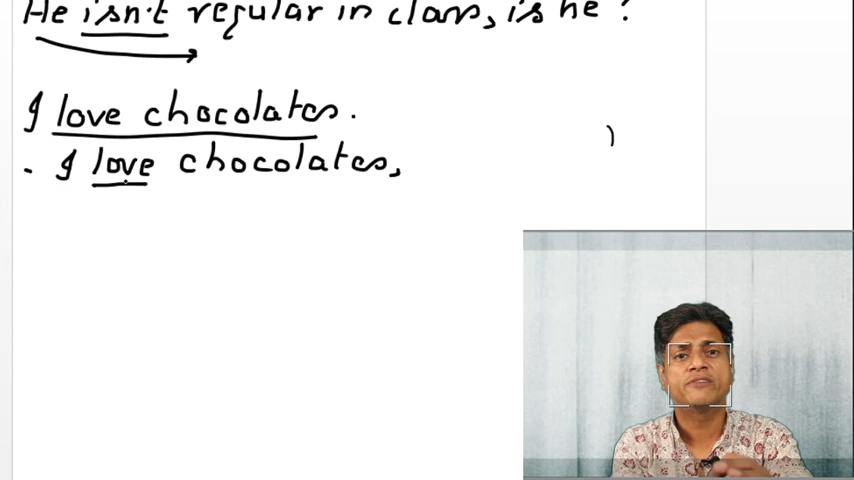 He isn't regular in class, is he ?
I love chocolates.
. I love chocolates,